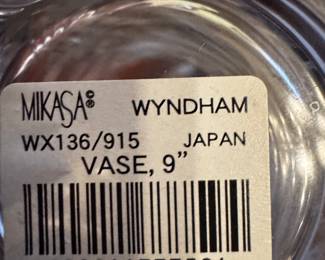 MIKASA® WYNDHAM
WX136/915 JAPAN
VASE, 9"